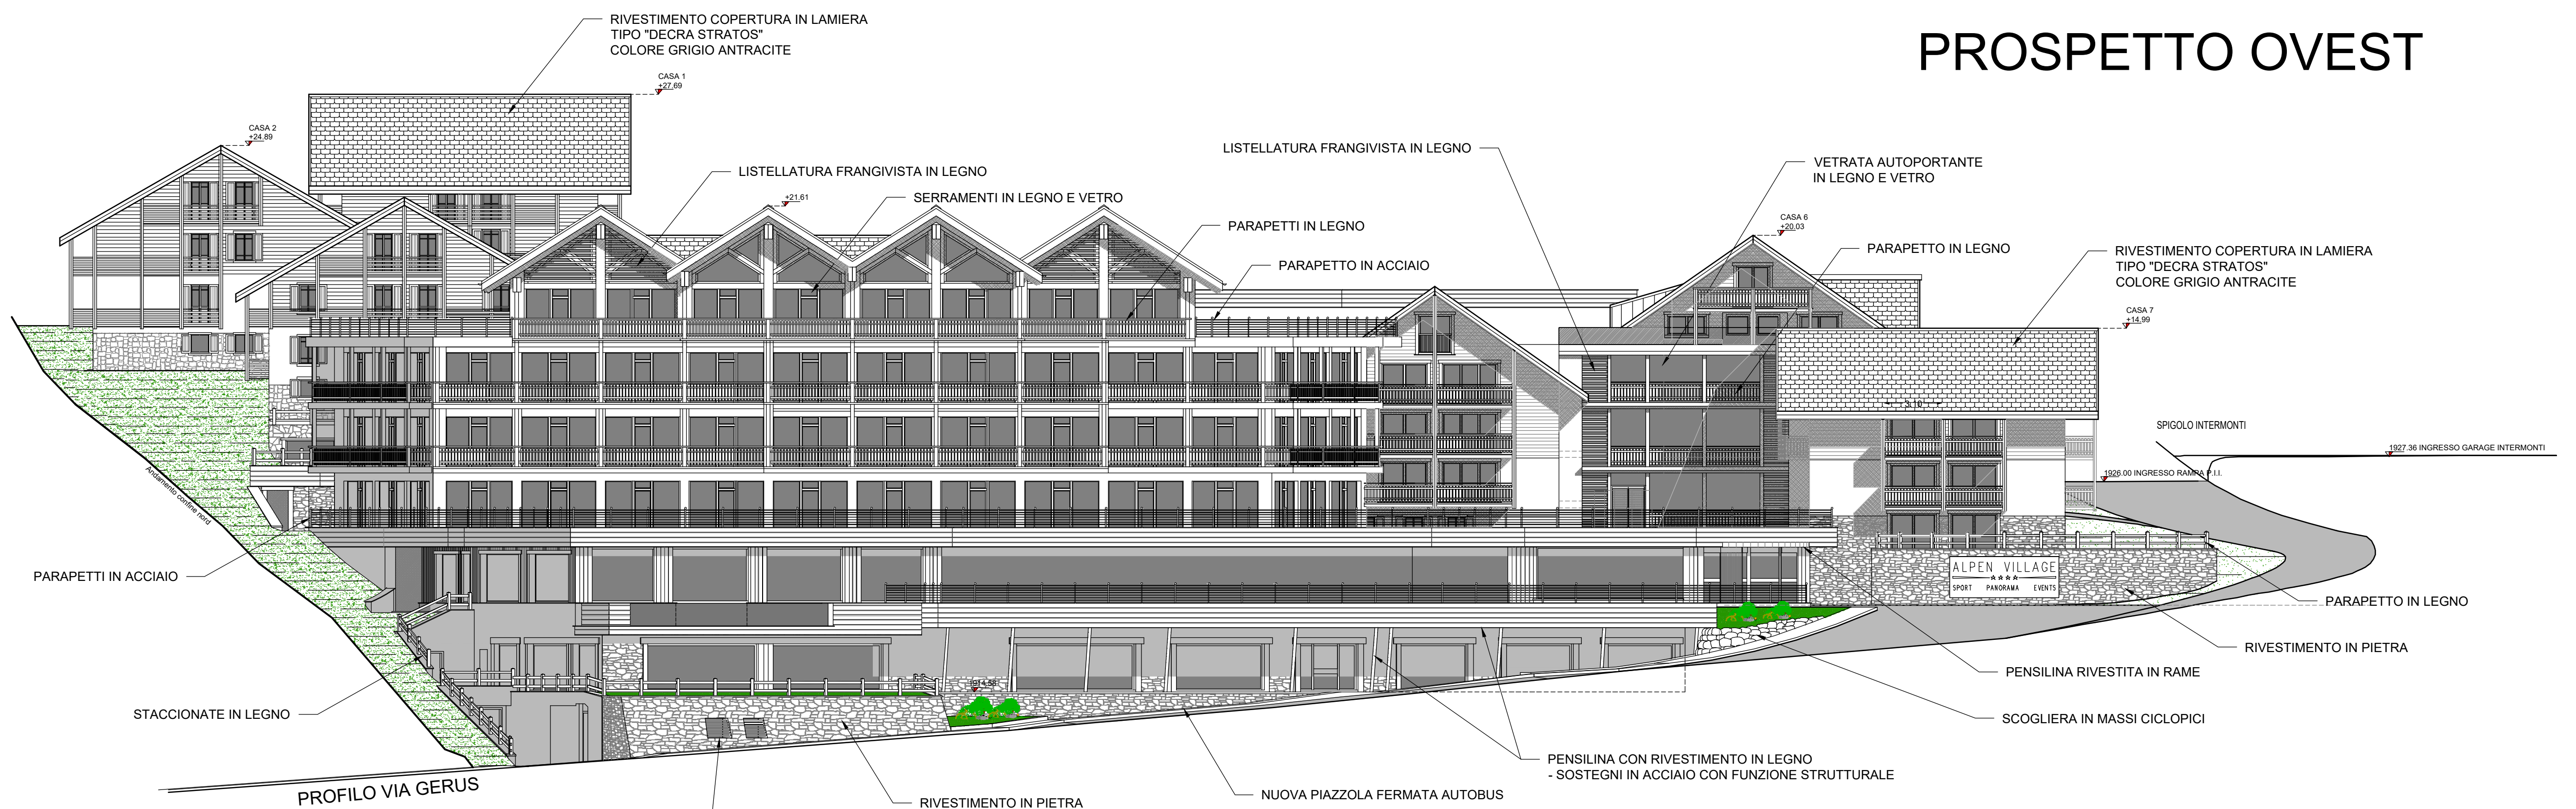 PROSPETTO OVEST
RIVESTIMENTO COPERTURA IN LAMIERA
TIPO "DECRA STRATOS"
COLORE GRIGIO ANTRACITE
CASA 1
+27.69
CASA 2
+24.89
LISTELLATURA FRANGIVISTA IN LEGNO
LISTELLATURA FRANGIVISTA IN LEGNO
VETRATA AUTOPORTANTE
IN LEGNO E VETRO
SERRAMENTI IN LEGNO E VETRO
+21.61
PARAPETTI IN LEGNO
CASA 6
+20.03
PARAPETTO IN LEGNO
RIVESTIMENTO COPERTURA IN LAMIERA
TIPO "DECRA STRATOS"
COLORE GRIGIO ANTRACITE
PARAPETTO IN ACCIAIO
CASA 7
+14.99
3.10
SPIGOLO INTERMONTI
1927.36 INGRESSO GARAGE INTERMONTI
1926.00 INGRESSO RAMPA P.I.I.
Andamento confine nord
PARAPETTI IN ACCIAIO
ALPEN VILLAGE
★★★★
SPORT PANORAMA EVENTS
PARAPETTO IN LEGNO
RIVESTIMENTO IN PIETRA
PENSILINA RIVESTITA IN RAME
SCOGLIERA IN MASSI CICLOPICI
STACCIONATE IN LEGNO
PENSILINA CON RIVESTIMENTO IN LEGNO
- SOSTEGNI IN ACCIAIO CON FUNZIONE STRUTTURALE
NUOVA PIAZZOLA FERMATA AUTOBUS
RIVESTIMENTO IN PIETRA
PROFILO VIA GERUS